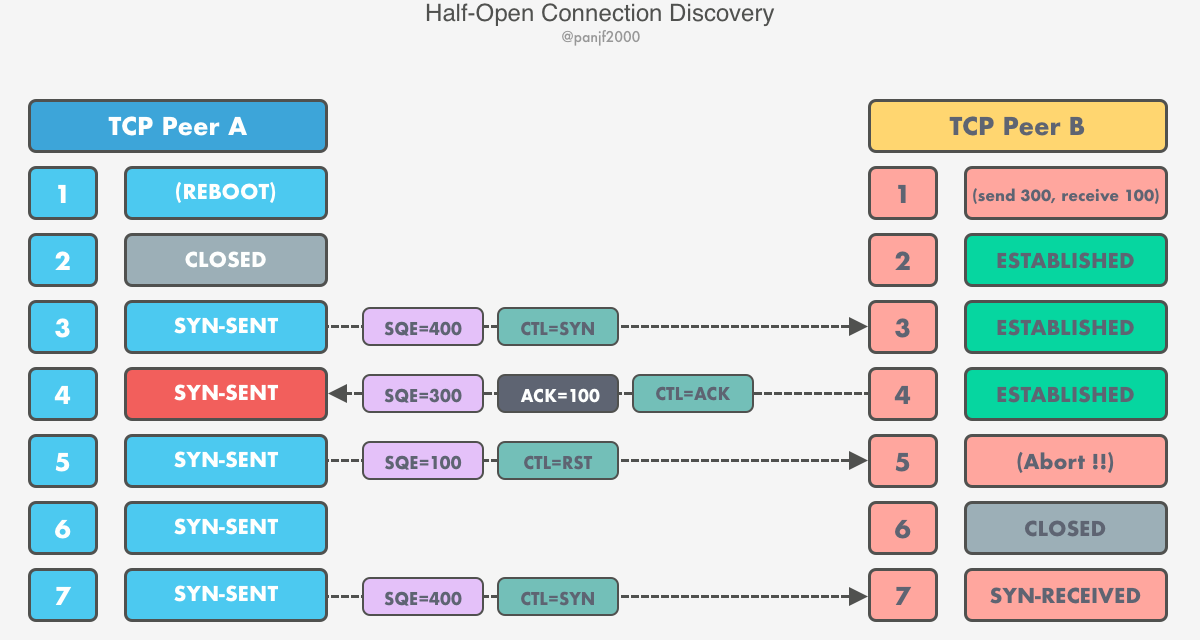 Half-Open Connection Discovery
@panjf2000
TCP Peer A TCP Peer B
1 (REBOOT) 1 (send 300, receive 100)
2 CLOSED 2 ESTABLISHED
3 SYN-SENT SQE=400 CTL=SYN 3 ESTABLISHED
4 SYN-SENT SQE=300 ACK=100 CTL=ACK 4 ESTABLISHED
5 SYN-SENT SQE=100 CTL=RST 5 (Abort !!)
6 SYN-SENT 6 CLOSED
7 SYN-SENT SQE=400 CTL=SYN 7 SYN-RECEIVED